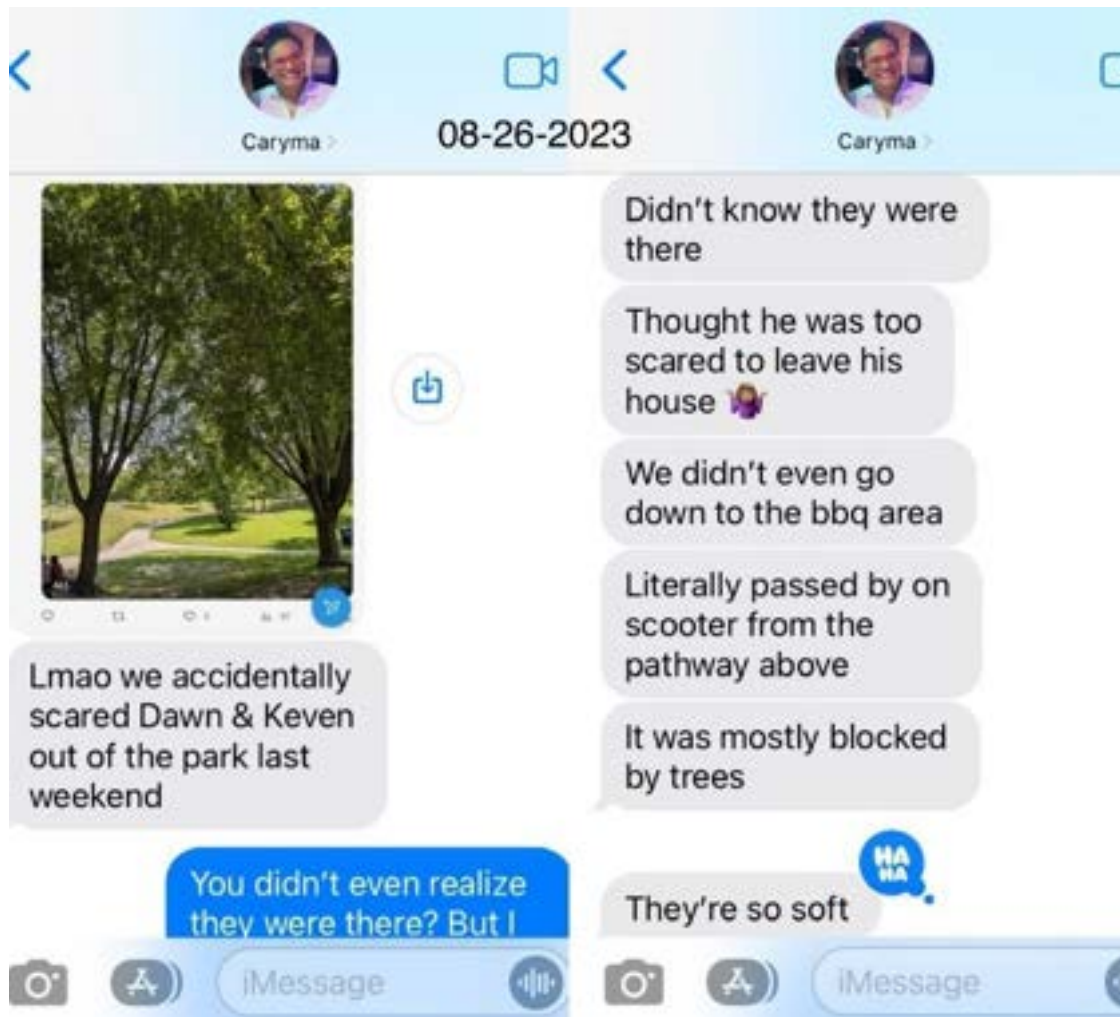 Caryma
08-26-2023
Lmao we accidentally
scared Dawn & Keven
out of the park last
weekend
You didn't even realize
they were there? But I
iMessage
Caryma
Didn't know they were
there
Thought he was too
scared to leave his
house 🤷🏽‍♀️
We didn't even go
down to the bbq area
Literally passed by on
scooter from the
pathway above
It was mostly blocked
by trees
HA
HA
They're so soft
iMessage